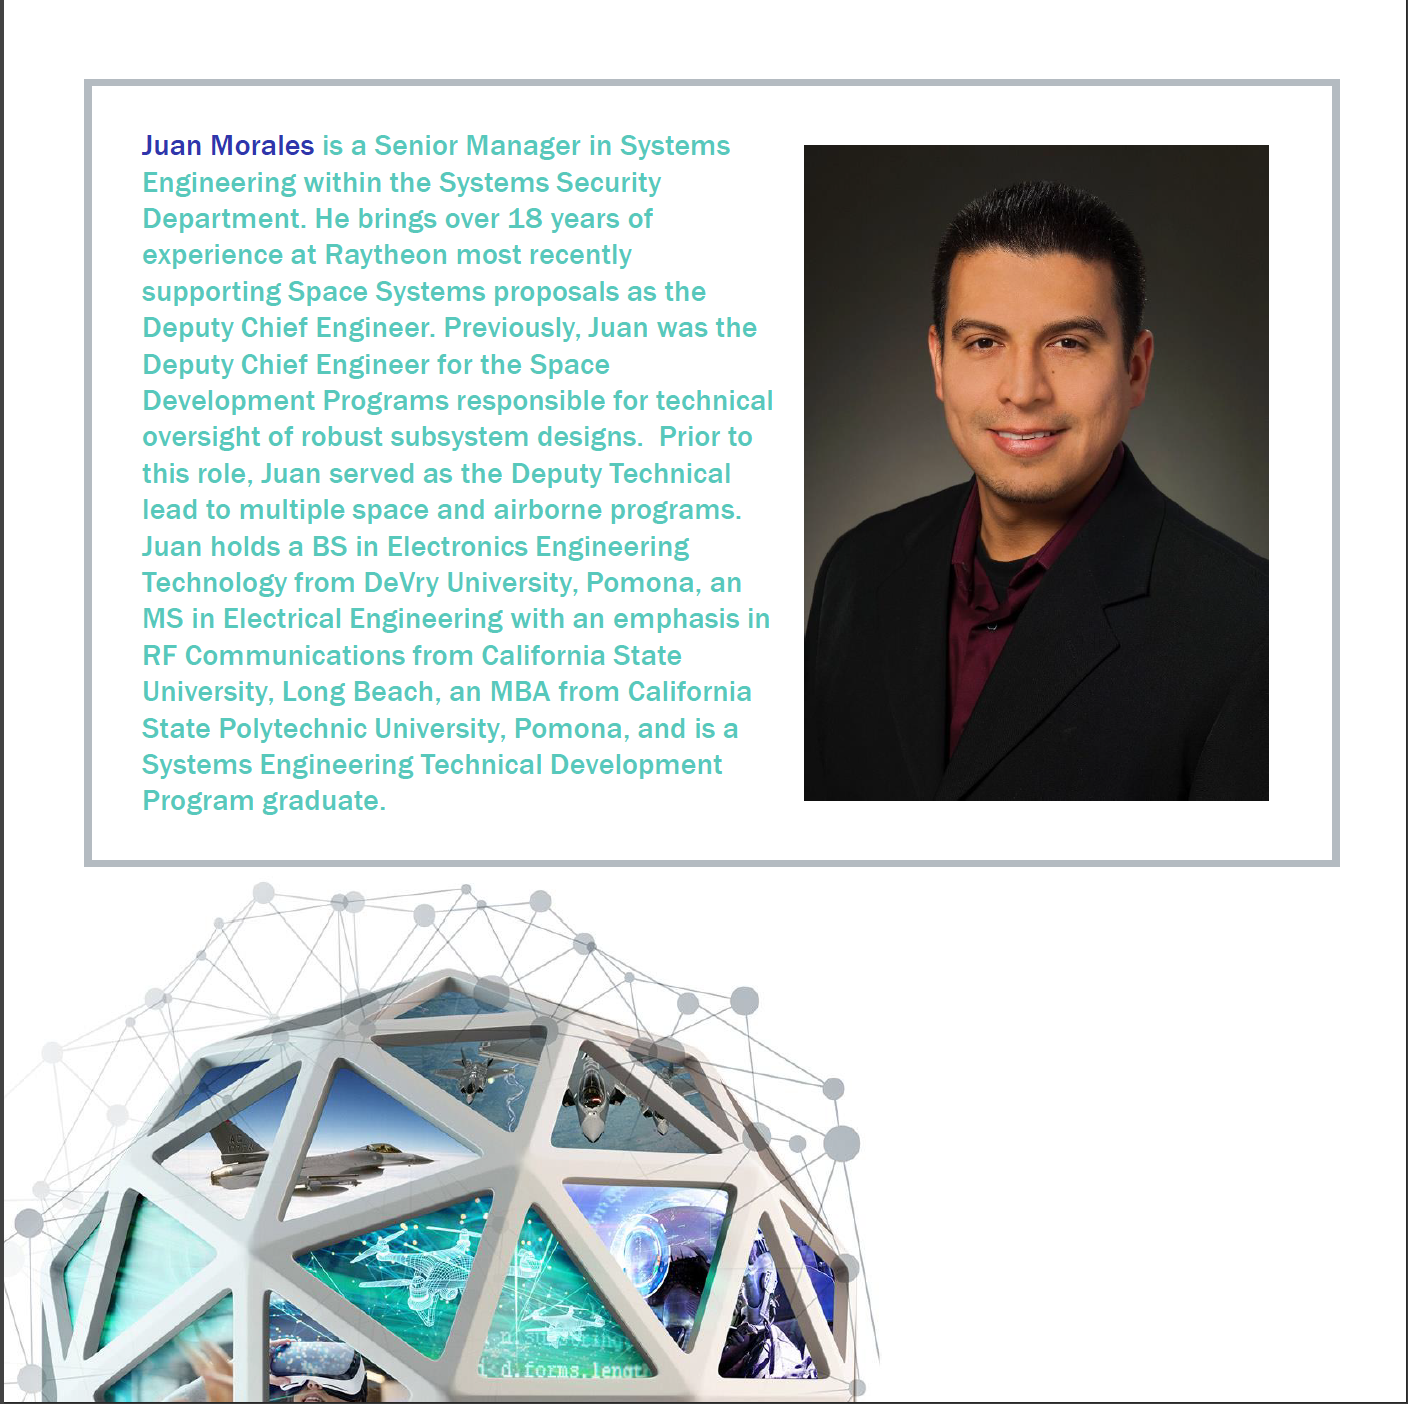 Juan Morales is a Senior Manager in Systems
Engineering within the Systems Security
Department. He brings over 18 years of
experience at Raytheon most recently
supporting Space Systems proposals as the
Deputy Chief Engineer. Previously, Juan was the
Deputy Chief Engineer for the Space
Development Programs responsible for technical
oversight of robust subsystem designs.  Prior to
this role, Juan served as the Deputy Technical
lead to multiple space and airborne programs.
Juan holds a BS in Electronics Engineering
Technology from DeVry University, Pomona, an
MS in Electrical Engineering with an emphasis in
RF Communications from California State
University, Long Beach, an MBA from California
State Polytechnic University, Pomona, and is a
Systems Engineering Technical Development
Program graduate.
d.forms.lengt